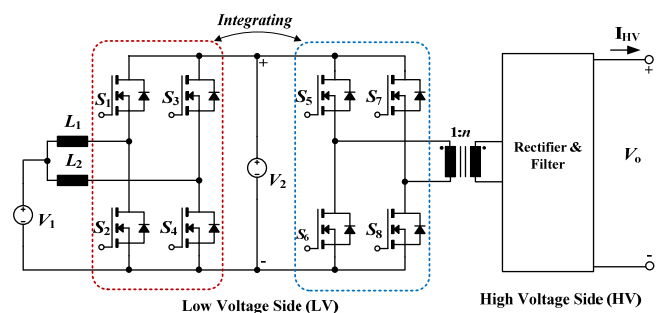 Integrating
I_HV
+
S1
S3
+
S5
S7
L1
1:n
L2
Rectifier &
Filter
Vo
V1
V2
S2
S4
S6
S8
-
-
Low Voltage Side (LV)
High Voltage Side (HV)